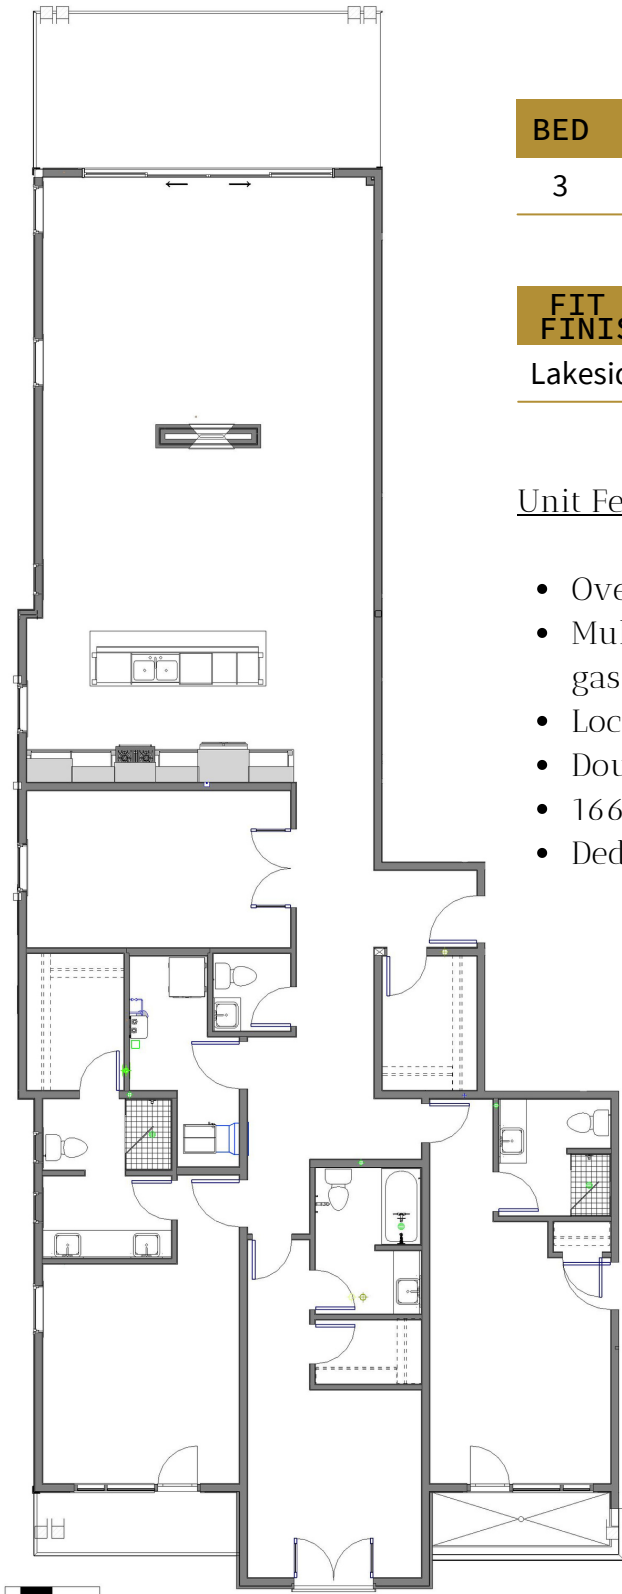 BED
3
FIT
FINIS
Lakesid
Unit Fe
• Ove
• Mul
gas
• Loc
• Dou
• 166
• Ded